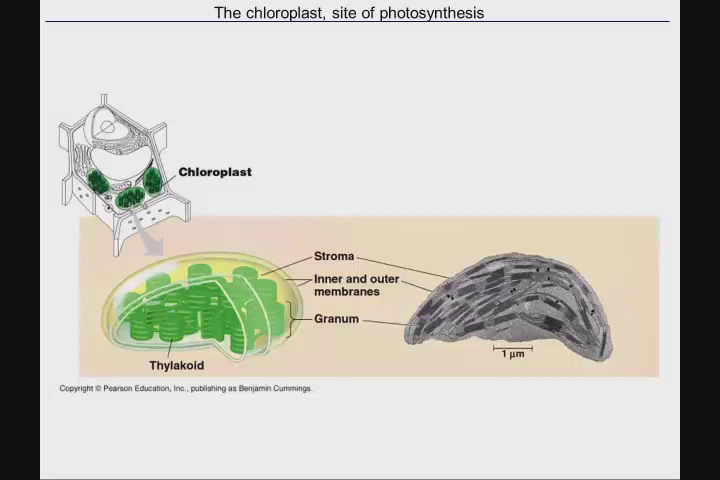 The chloroplast, site of photosynthesis
Chloroplast
Stroma
Inner and outer
membranes
Granum
1 µm
Thylakoid
Copyright © Pearson Education, Inc., publishing as Benjamin Cummings.